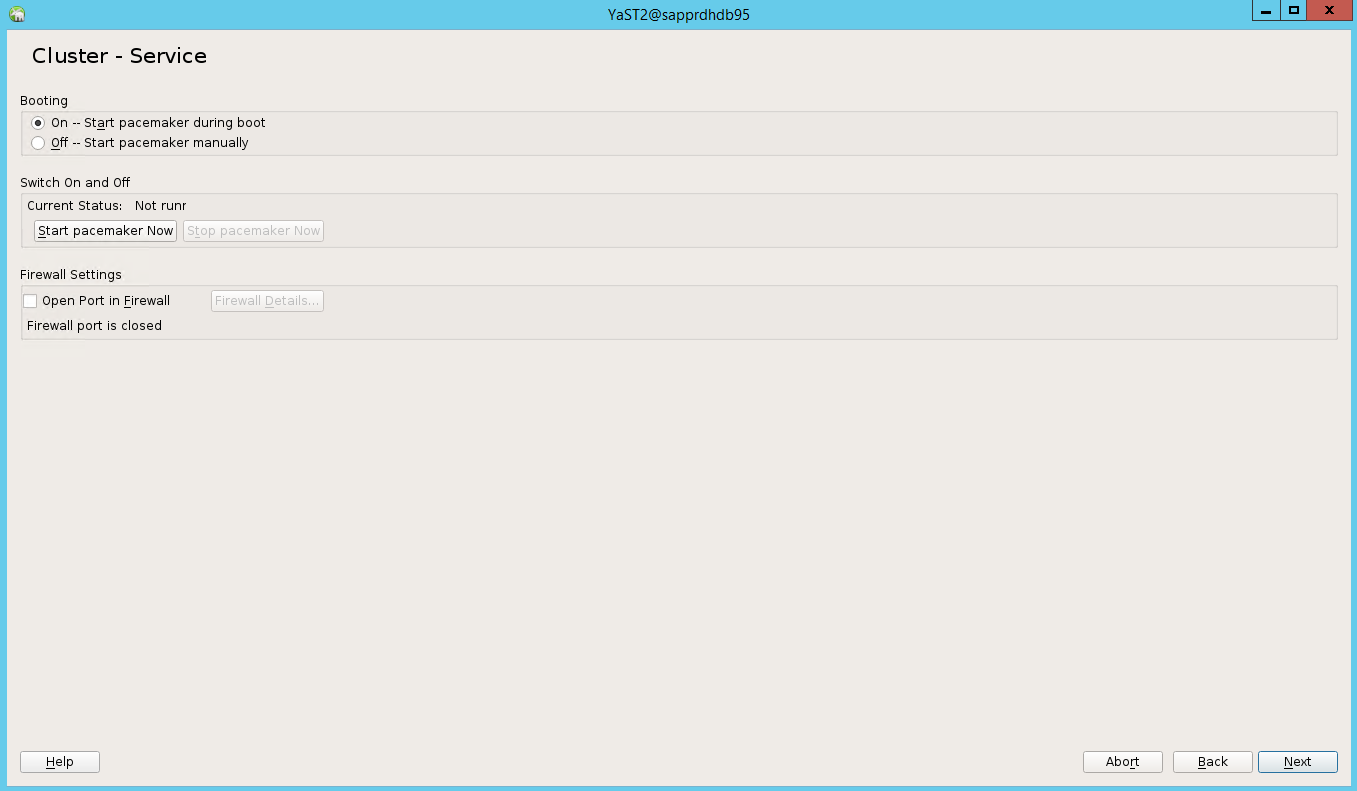 YaST2@sapprdhdb95
Cluster - Service
Booting
On -- Start pacemaker during boot
Off -- Start pacemaker manually
Switch On and Off
Current Status: Not runr
Start pacemaker Now Stop pacemaker Now
Firewall Settings
Open Port in Firewall Firewall Details...
Firewall port is closed
Help Abort Back Next